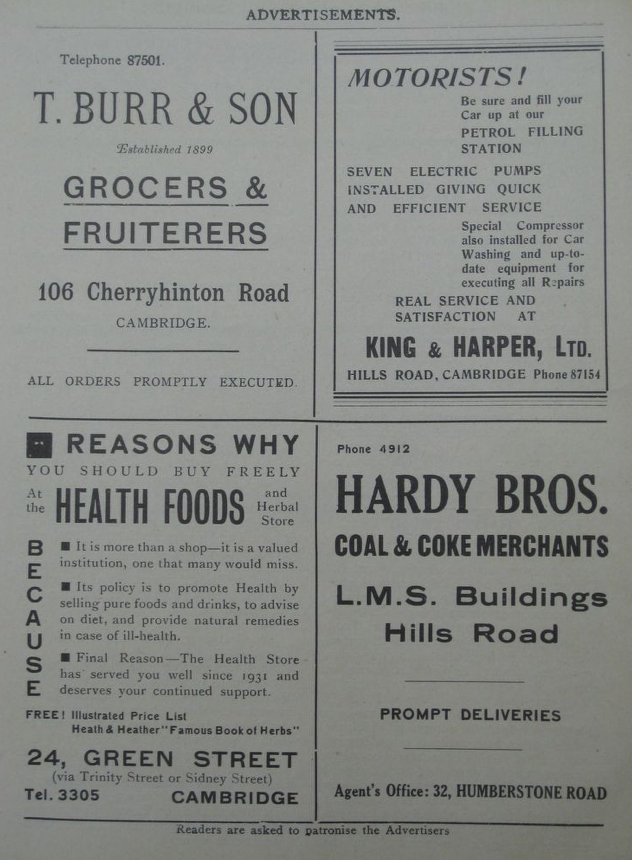 ADVERTISEMENTS.
Telephone 87501.
T. BURR & SON
Established 1899
GROCERS &
FRUITERERS
106 Cherryhinton Road
CAMBRIDGE.
ALL ORDERS PROMPTLY EXECUTED.
MOTORISTS!
Be sure and fill your
Car up at our
PETROL FILLING
STATION
SEVEN ELECTRIC PUMPS
INSTALLED GIVING QUICK
AND EFFICIENT SERVICE
Special Compressor
also installed for Car
Washing and up-to-
date equipment for
executing all Repairs
REAL SERVICE AND
SATISFACTION AT
KING & HARPER, LTD.
HILLS ROAD, CAMBRIDGE Phone 87154
REASONS WHY
YOU SHOULD BUY FREELY
At the HEALTH FOODS and Herbal Store
BECAUSE
■ It is more than a shop—it is a valued
institution, one that many would miss.
■ Its policy is to promote Health by
selling pure foods and drinks, to advise
on diet, and provide natural remedies
in case of ill-health.
■ Final Reason—The Health Store
has served you well since 1931 and
deserves your continued support.
FREE! Illustrated Price List
Heath & Heather "Famous Book of Herbs"
24, GREEN STREET
(via Trinity Street or Sidney Street)
Tel. 3305 CAMBRIDGE
Phone 4912
HARDY BROS.
COAL & COKE MERCHANTS
L.M.S. Buildings
Hills Road
PROMPT DELIVERIES
Agent's Office: 32, HUMBERSTONE ROAD
Readers are asked to patronise the Advertisers